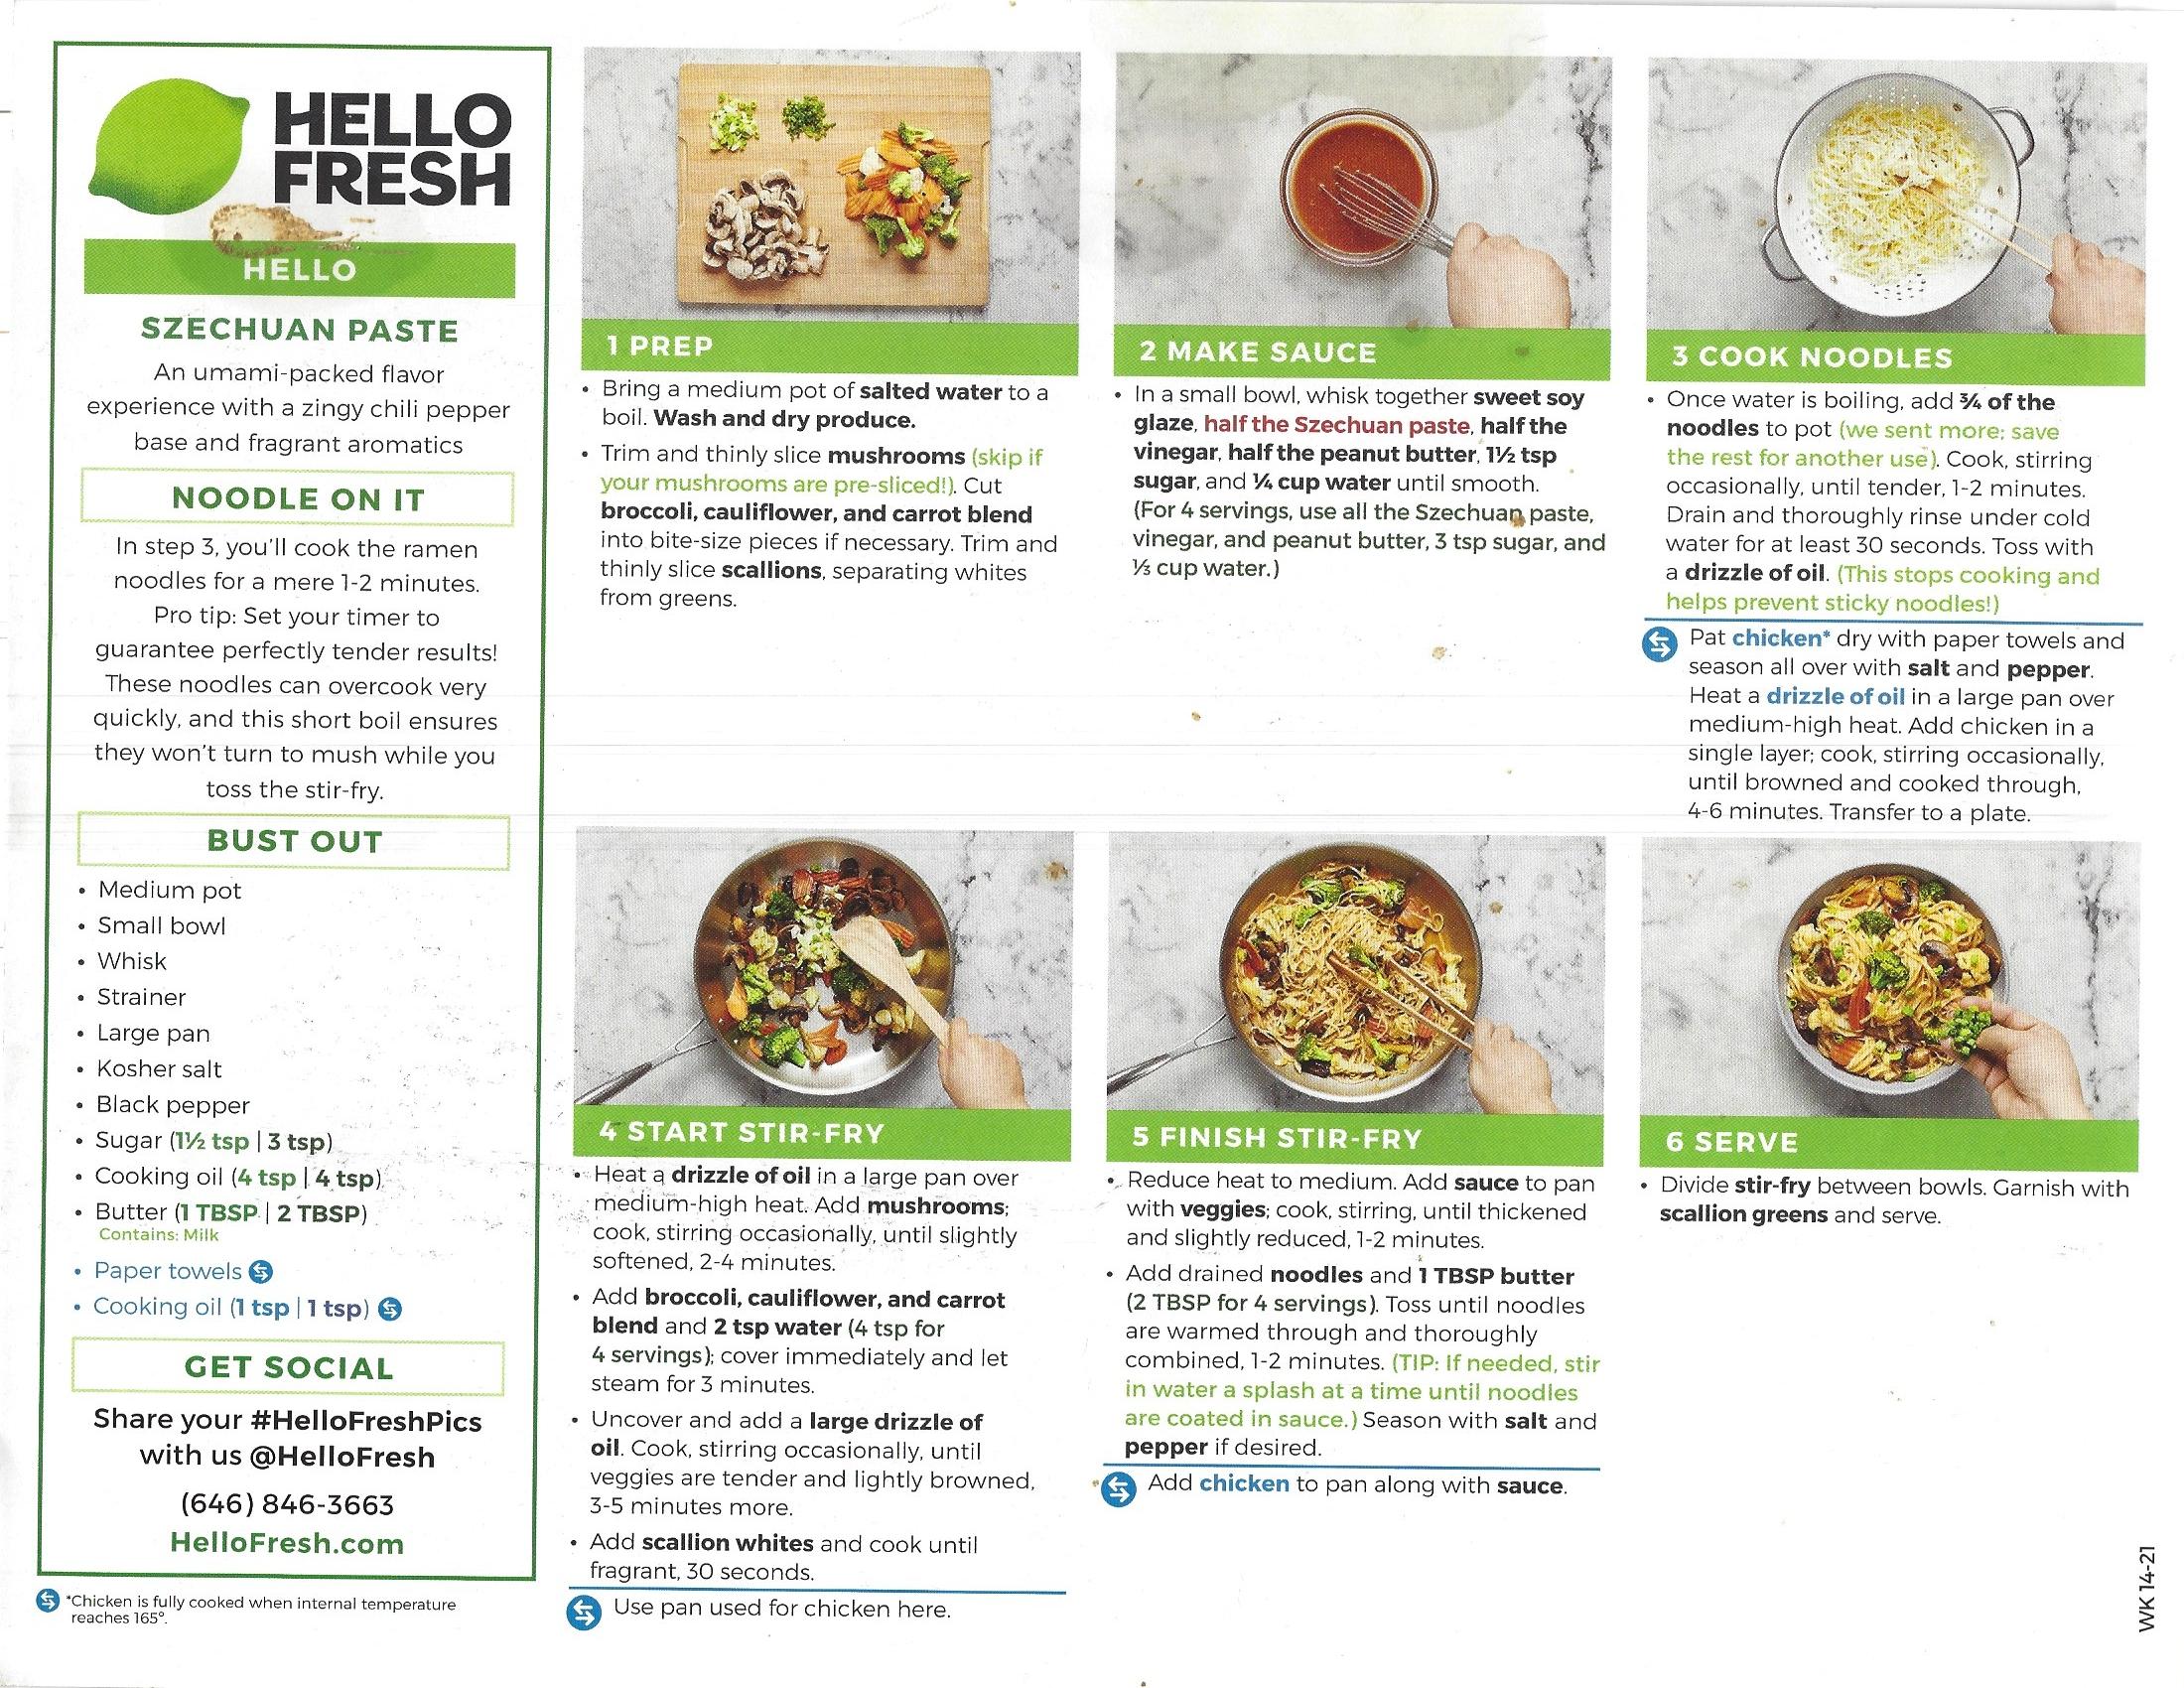 HELLO
FRESH
HELLO
SZECHUAN PASTE
An umami-packed flavor
experience with a zingy chili pepper
base and fragrant aromatics
NOODLE ON IT
In step 3, you'll cook the ramen
noodles for a mere 1-2 minutes.
Pro tip: Set your timer to
guarantee perfectly tender results!
These noodles can overcook very
quickly, and this short boil ensures
they won't turn to mush while you
toss the stir-fry.
BUST OUT
• Medium pot
• Small bowl
• Whisk
• Strainer
• Large pan
• Kosher salt
• Black pepper
• Sugar (1½ tsp | 3 tsp)
• Cooking oil (4 tsp | 4 tsp)
• Butter (1 TBSP | 2 TBSP)
Contains: Milk
• Paper towels
• Cooking oil (1 tsp | 1 tsp)
GET SOCIAL
Share your #HelloFreshPics
with us @HelloFresh
(646) 846-3663
HelloFresh.com
*Chicken is fully cooked when internal temperature
reaches 165°.
1 PREP
• Bring a medium pot of salted water to a
boil. Wash and dry produce.
• Trim and thinly slice mushrooms (skip if
your mushrooms are pre-sliced!). Cut
broccoli, cauliflower, and carrot blend
into bite-size pieces if necessary. Trim and
thinly slice scallions, separating whites
from greens.
2 MAKE SAUCE
• In a small bowl, whisk together sweet soy
glaze, half the Szechuan paste, half the
vinegar, half the peanut butter, 1½ tsp
sugar, and ¼ cup water until smooth.
(For 4 servings, use all the Szechuan paste,
vinegar, and peanut butter, 3 tsp sugar, and
⅓ cup water.)
3 COOK NOODLES
• Once water is boiling, add ¾ of the
noodles to pot (we sent more; save
the rest for another use). Cook, stirring
occasionally, until tender, 1-2 minutes.
Drain and thoroughly rinse under cold
water for at least 30 seconds. Toss with
a drizzle of oil. (This stops cooking and
helps prevent sticky noodles!)
Pat chicken* dry with paper towels and
season all over with salt and pepper.
Heat a drizzle of oil in a large pan over
medium-high heat. Add chicken in a
single layer; cook, stirring occasionally,
until browned and cooked through,
4-6 minutes. Transfer to a plate.
4 START STIR-FRY
• Heat a drizzle of oil in a large pan over
medium-high heat. Add mushrooms;
cook, stirring occasionally, until slightly
softened, 2-4 minutes.
• Add broccoli, cauliflower, and carrot
blend and 2 tsp water (4 tsp for
4 servings); cover immediately and let
steam for 3 minutes.
• Uncover and add a large drizzle of
oil. Cook, stirring occasionally, until
veggies are tender and lightly browned,
3-5 minutes more.
• Add scallion whites and cook until
fragrant, 30 seconds.
Use pan used for chicken here.
5 FINISH STIR-FRY
• Reduce heat to medium. Add sauce to pan
with veggies; cook, stirring, until thickened
and slightly reduced, 1-2 minutes.
• Add drained noodles and 1 TBSP butter
(2 TBSP for 4 servings). Toss until noodles
are warmed through and thoroughly
combined, 1-2 minutes. (TIP: If needed, stir
in water a splash at a time until noodles
are coated in sauce.) Season with salt and
pepper if desired.
Add chicken to pan along with sauce.
6 SERVE
• Divide stir-fry between bowls. Garnish with
scallion greens and serve.
WK 14-21